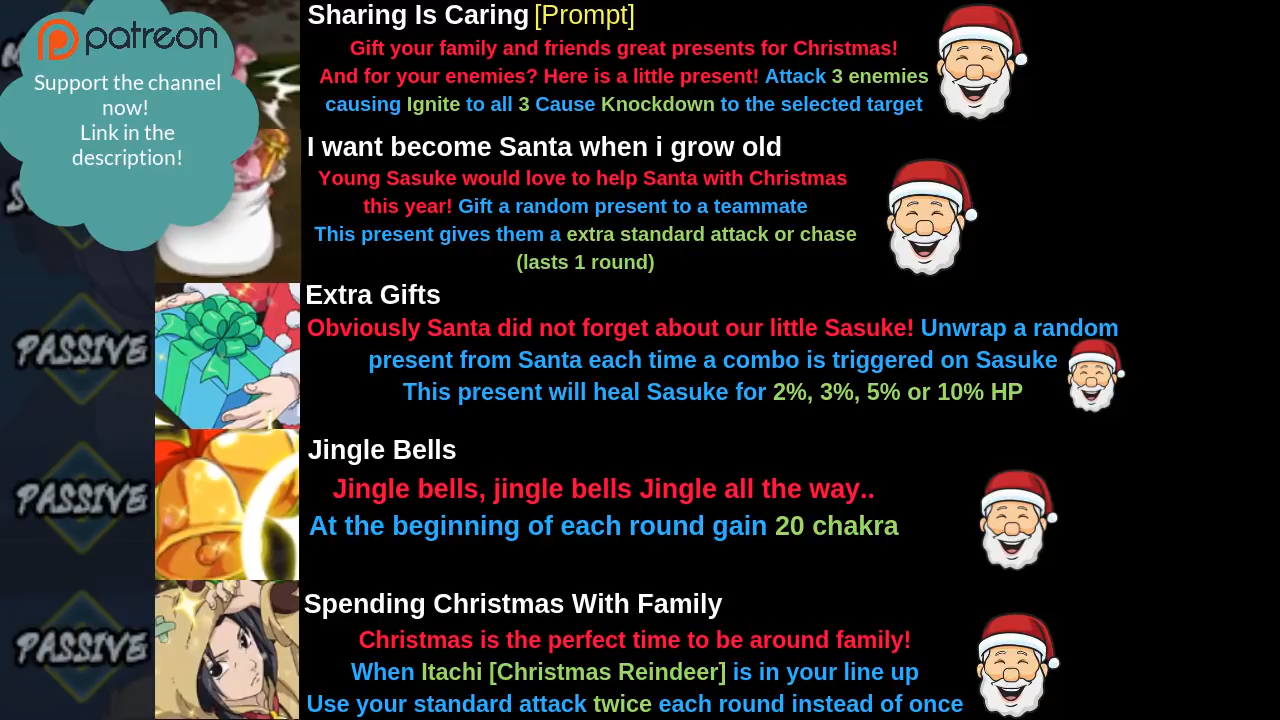 patreon
Support the channel
now!
Link in the
description!
Sharing Is Caring [Prompt]
Gift your family and friends great presents for Christmas!
And for your enemies? Here is a little present! Attack 3 enemies
causing Ignite to all 3 Cause Knockdown to the selected target
I want become Santa when i grow old
Young Sasuke would love to help Santa with Christmas
this year! Gift a random present to a teammate
This present gives them a extra standard attack or chase
(lasts 1 round)
PASSIVE
Extra Gifts
Obviously Santa did not forget about our little Sasuke! Unwrap a random
present from Santa each time a combo is triggered on Sasuke
This present will heal Sasuke for 2%, 3%, 5% or 10% HP
PASSIVE
Jingle Bells
Jingle bells, jingle bells Jingle all the way..
At the beginning of each round gain 20 chakra
PASSIVE
Spending Christmas With Family
Christmas is the perfect time to be around family!
When Itachi [Christmas Reindeer] is in your line up
Use your standard attack twice each round instead of once